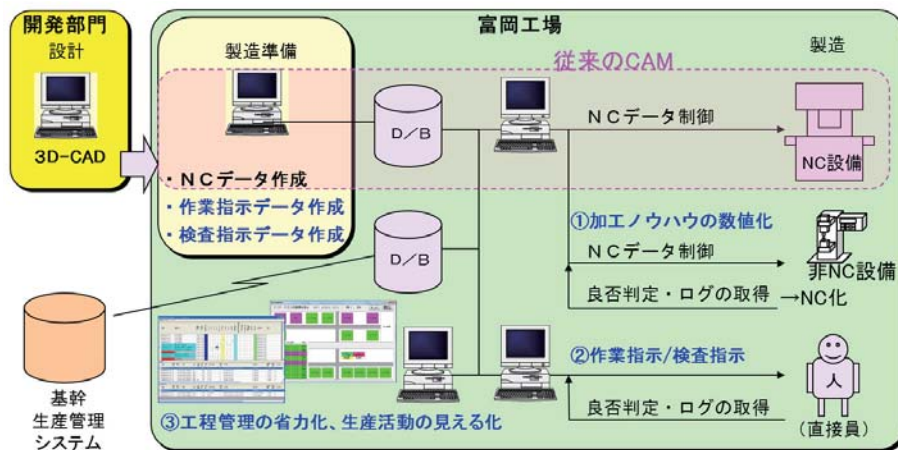 開発部門
設計
3D-CAD
富岡工場
製造準備
従来のCAM
製造
D/B
NCデータ制御
NC設備
・NCデータ作成
・作業指示データ作成
・検査指示データ作成
①加工ノウハウの数値化
NCデータ制御
非NC設備
D/B
良否判定・ログの取得
→NC化
②作業指示/検査指示
人
良否判定・ログの取得
(直接員)
③工程管理の省力化、生産活動の見える化
基幹
生産管理
システム